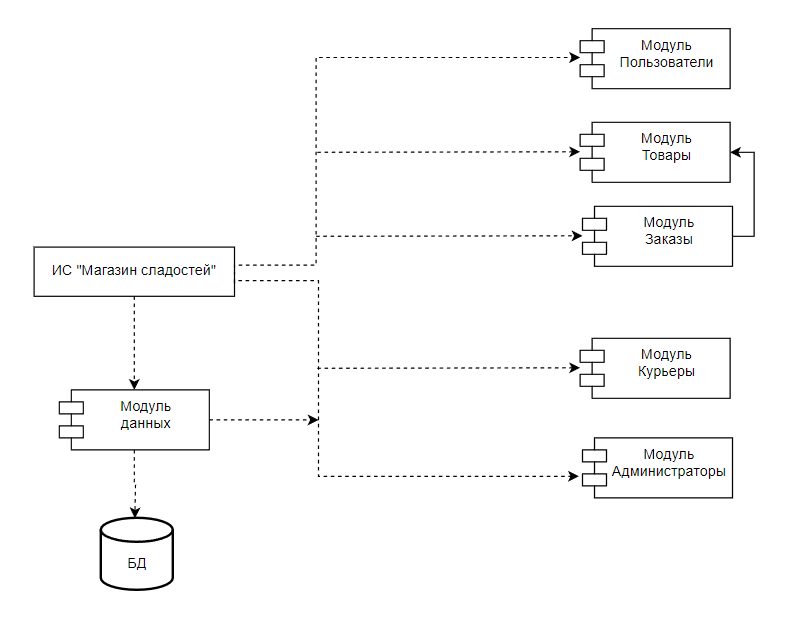 Модуль
Пользователи
Модуль
Товары
Модуль
Заказы
ИС "Магазин сладостей"
Модуль
Курьеры
Модуль
данных
Модуль
Администраторы
БД